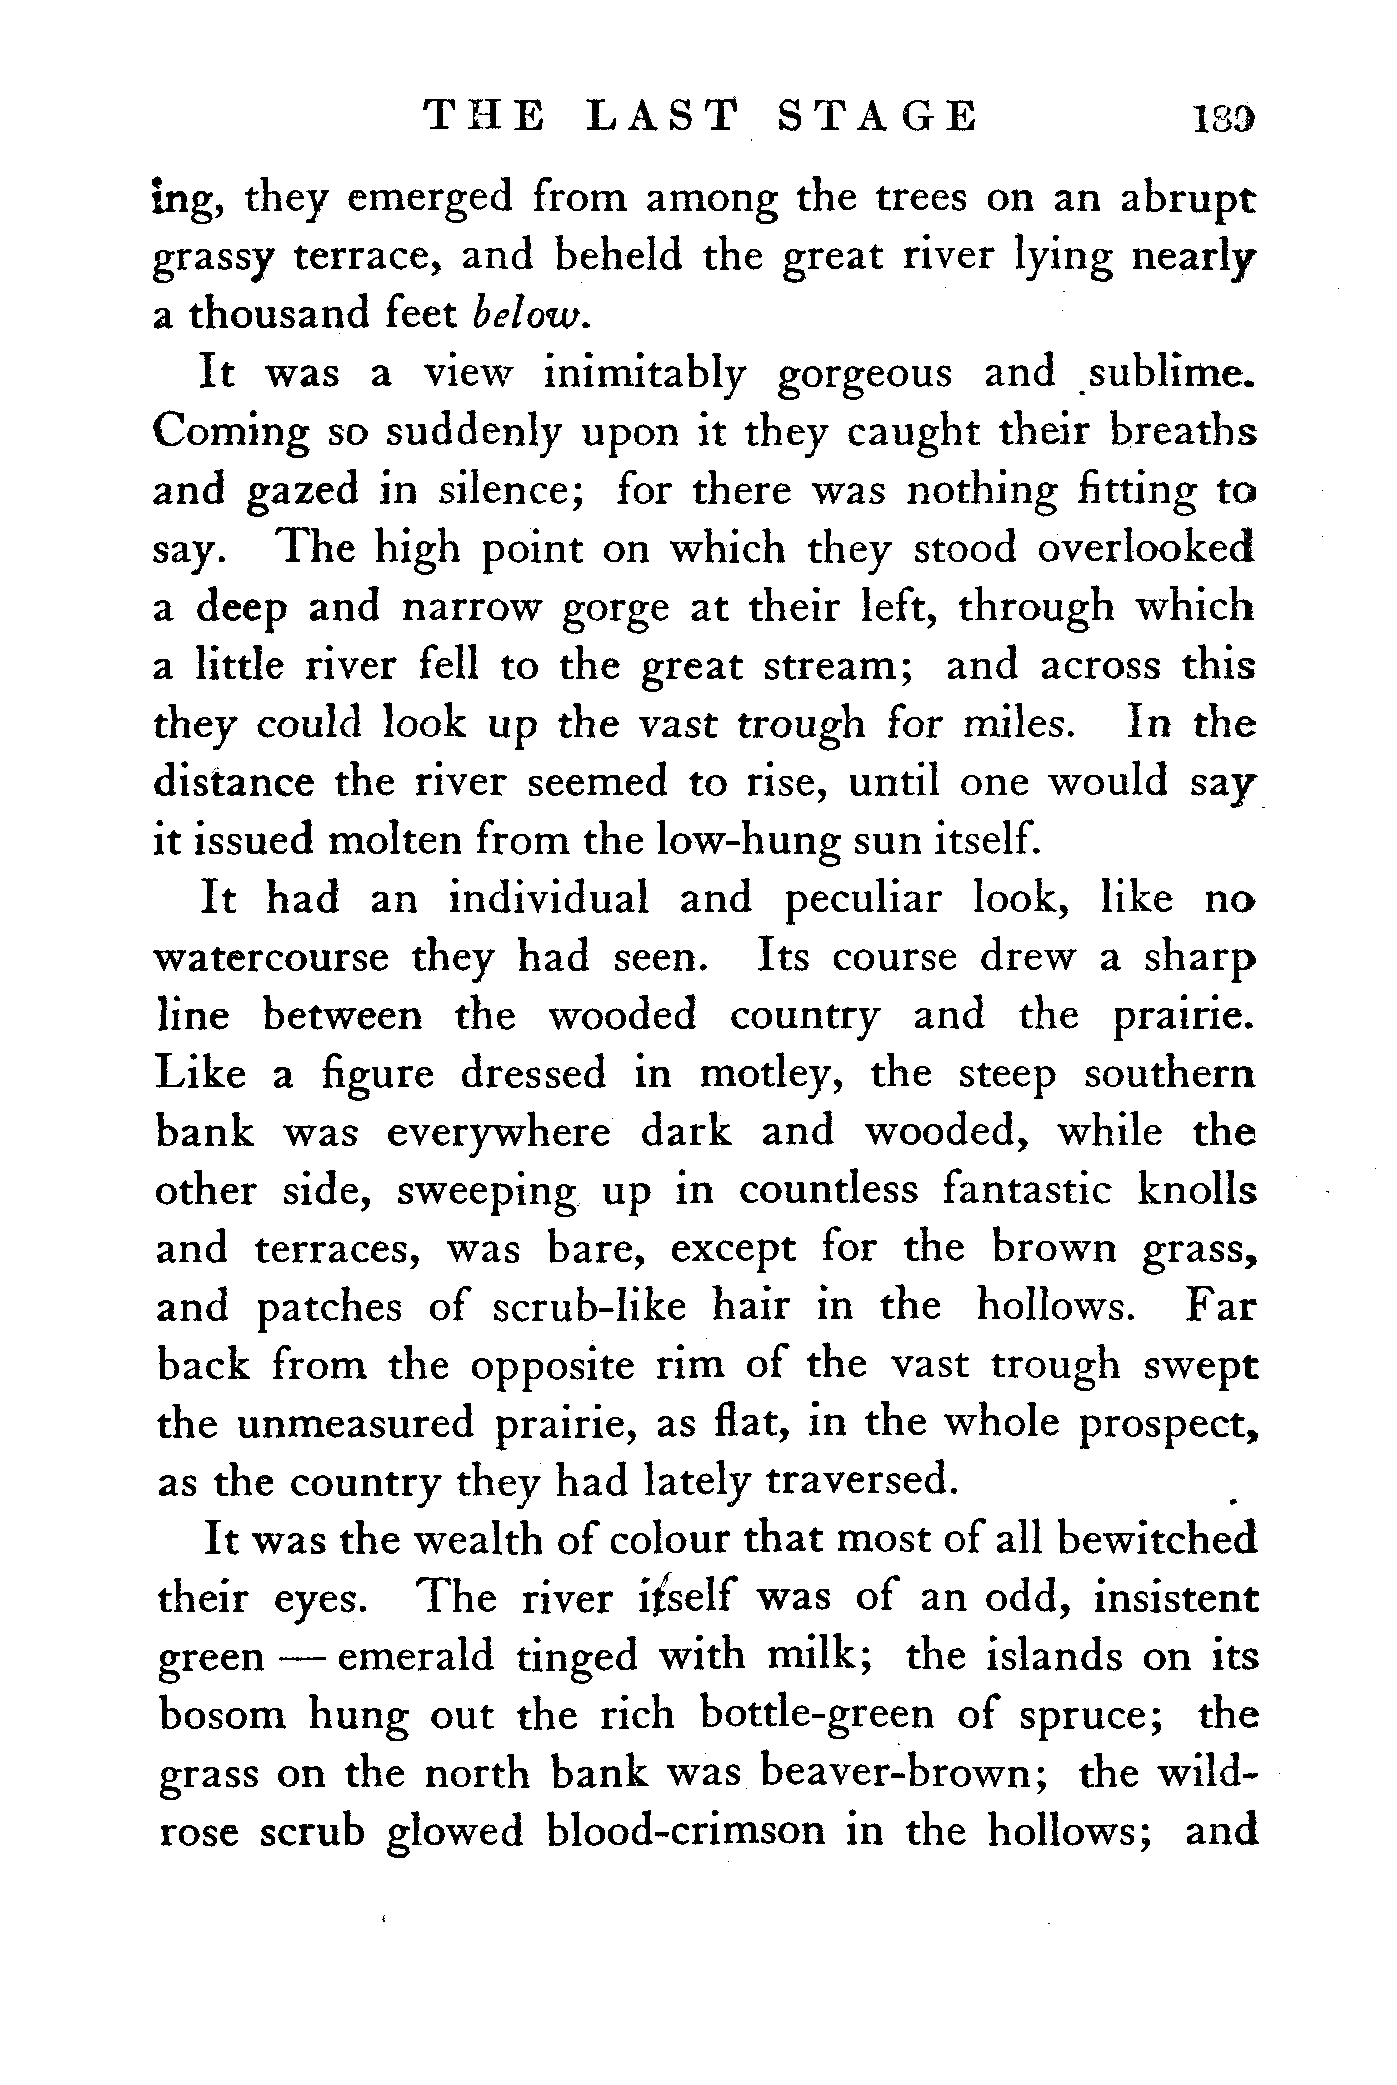 THE LAST STAGE 189
ing, they emerged from among the trees on an abrupt
grassy terrace, and beheld the great river lying nearly
a thousand feet below.
It was a view inimitably gorgeous and sublime.
Coming so suddenly upon it they caught their breaths
and gazed in silence; for there was nothing fitting to
say. The high point on which they stood overlooked
a deep and narrow gorge at their left, through which
a little river fell to the great stream; and across this
they could look up the vast trough for miles. In the
distance the river seemed to rise, until one would say
it issued molten from the low-hung sun itself.
It had an individual and peculiar look, like no
watercourse they had seen. Its course drew a sharp
line between the wooded country and the prairie.
Like a figure dressed in motley, the steep southern
bank was everywhere dark and wooded, while the
other side, sweeping up in countless fantastic knolls
and terraces, was bare, except for the brown grass,
and patches of scrub-like hair in the hollows. Far
back from the opposite rim of the vast trough swept
the unmeasured prairie, as flat, in the whole prospect,
as the country they had lately traversed.
It was the wealth of colour that most of all bewitched
their eyes. The river itself was of an odd, insistent
green — emerald tinged with milk; the islands on its
bosom hung out the rich bottle-green of spruce; the
grass on the north bank was beaver-brown; the wild-
rose scrub glowed blood-crimson in the hollows; and